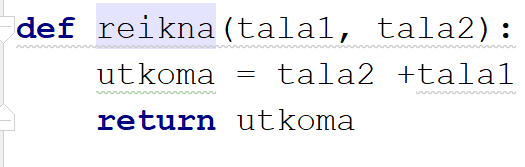 def reikna(tala1, tala2):
utkoma = tala2 +tala1
return utkoma